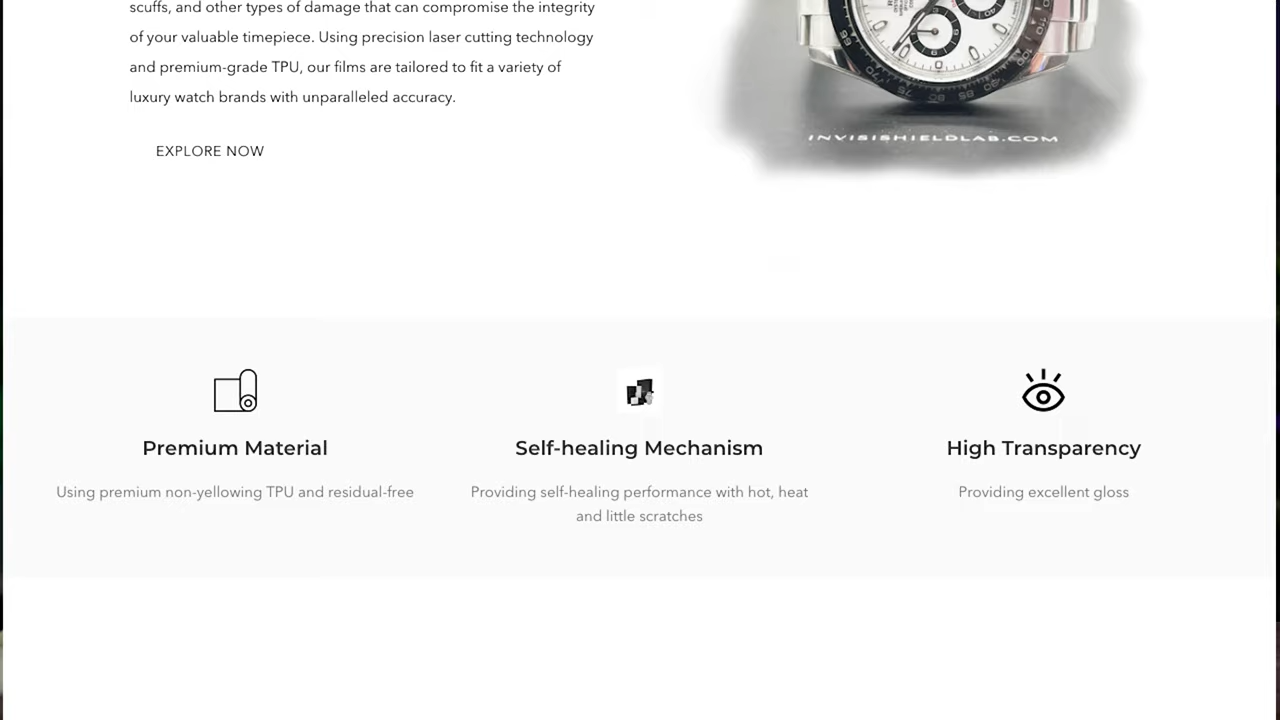 scuffs, and other types of damage that can compromise the integrity
of your valuable timepiece. Using precision laser cutting technology
and premium-grade TPU, our films are tailored to fit a variety of
luxury watch brands with unparalleled accuracy.
EXPLORE NOW
INVISISHIELDLAB.COM
Premium Material
Using premium non-yellowing TPU and residual-free
Self-healing Mechanism
Providing self-healing performance with hot, heat
and little scratches
High Transparency
Providing excellent gloss